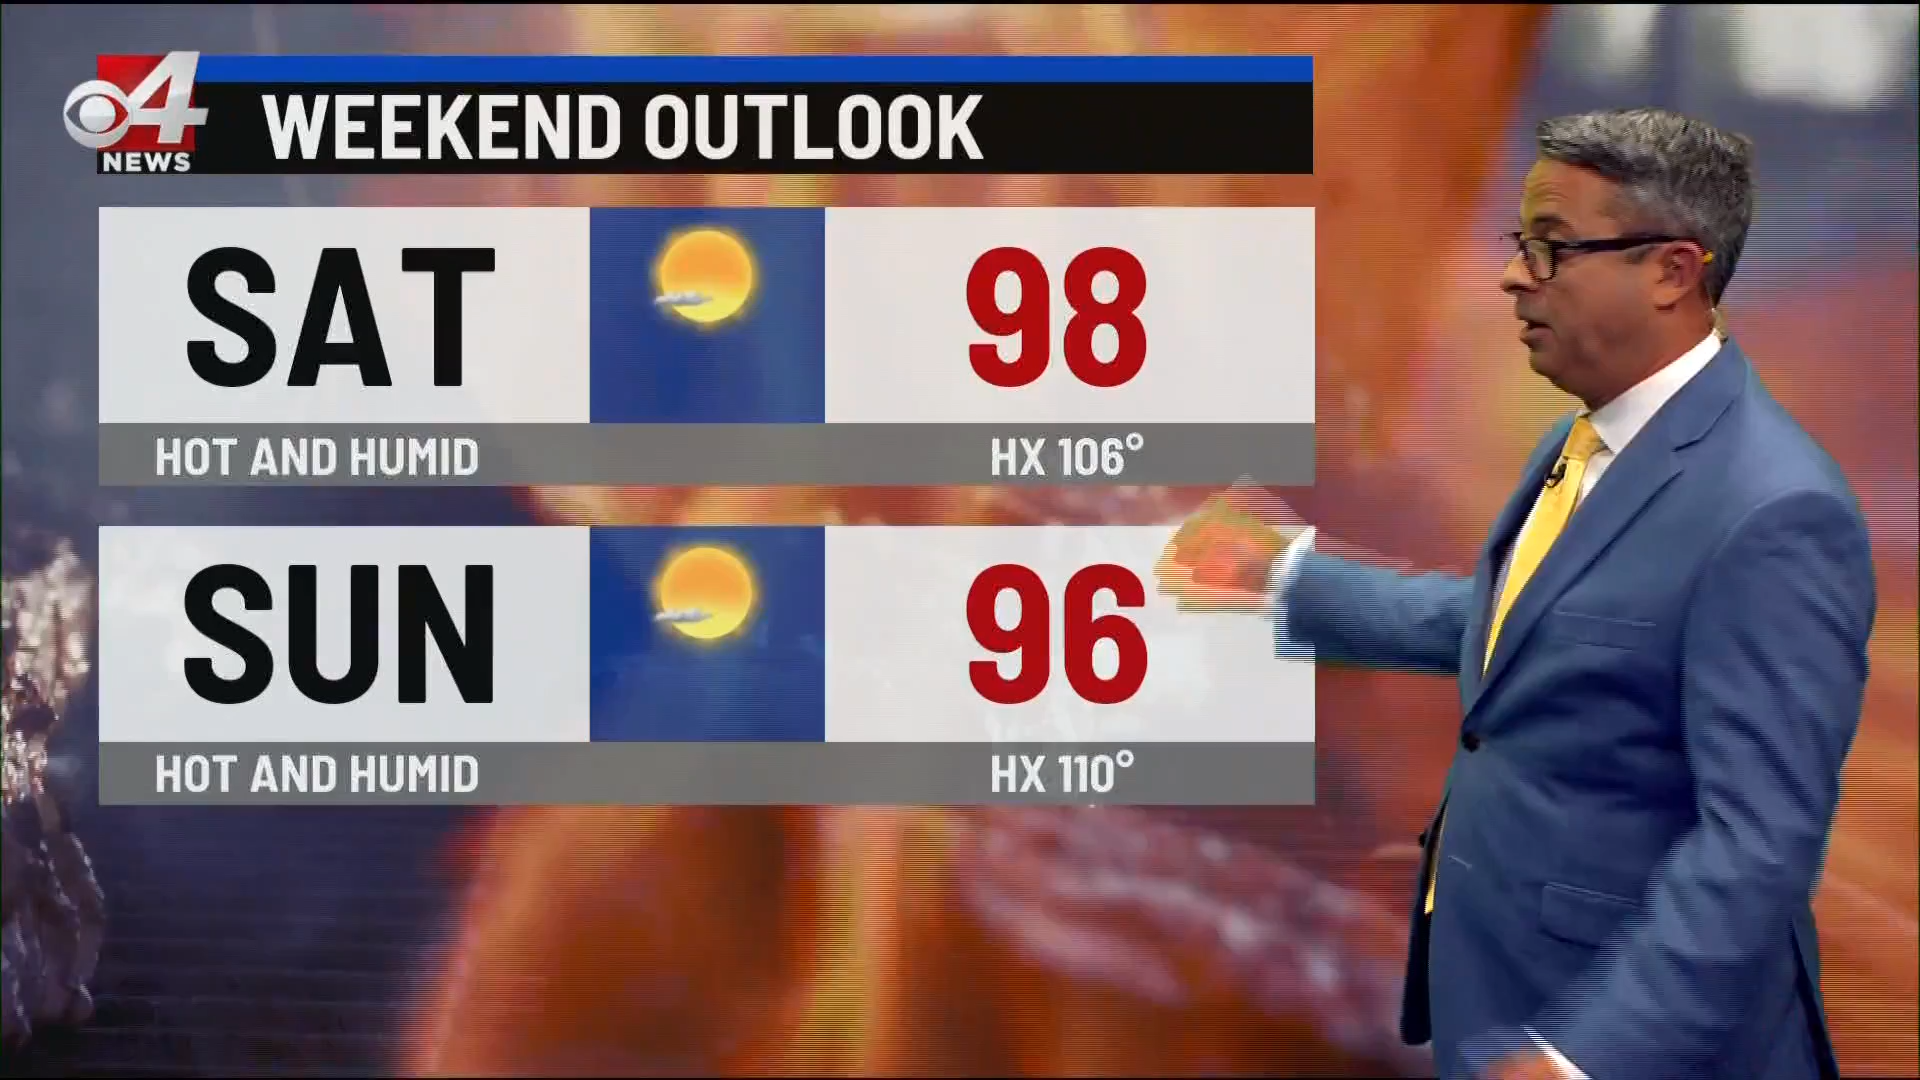 4
NEWS
WEEKEND OUTLOOK
SAT
98
HOT AND HUMID
HX 106°
SUN
96
HOT AND HUMID
HX 110°